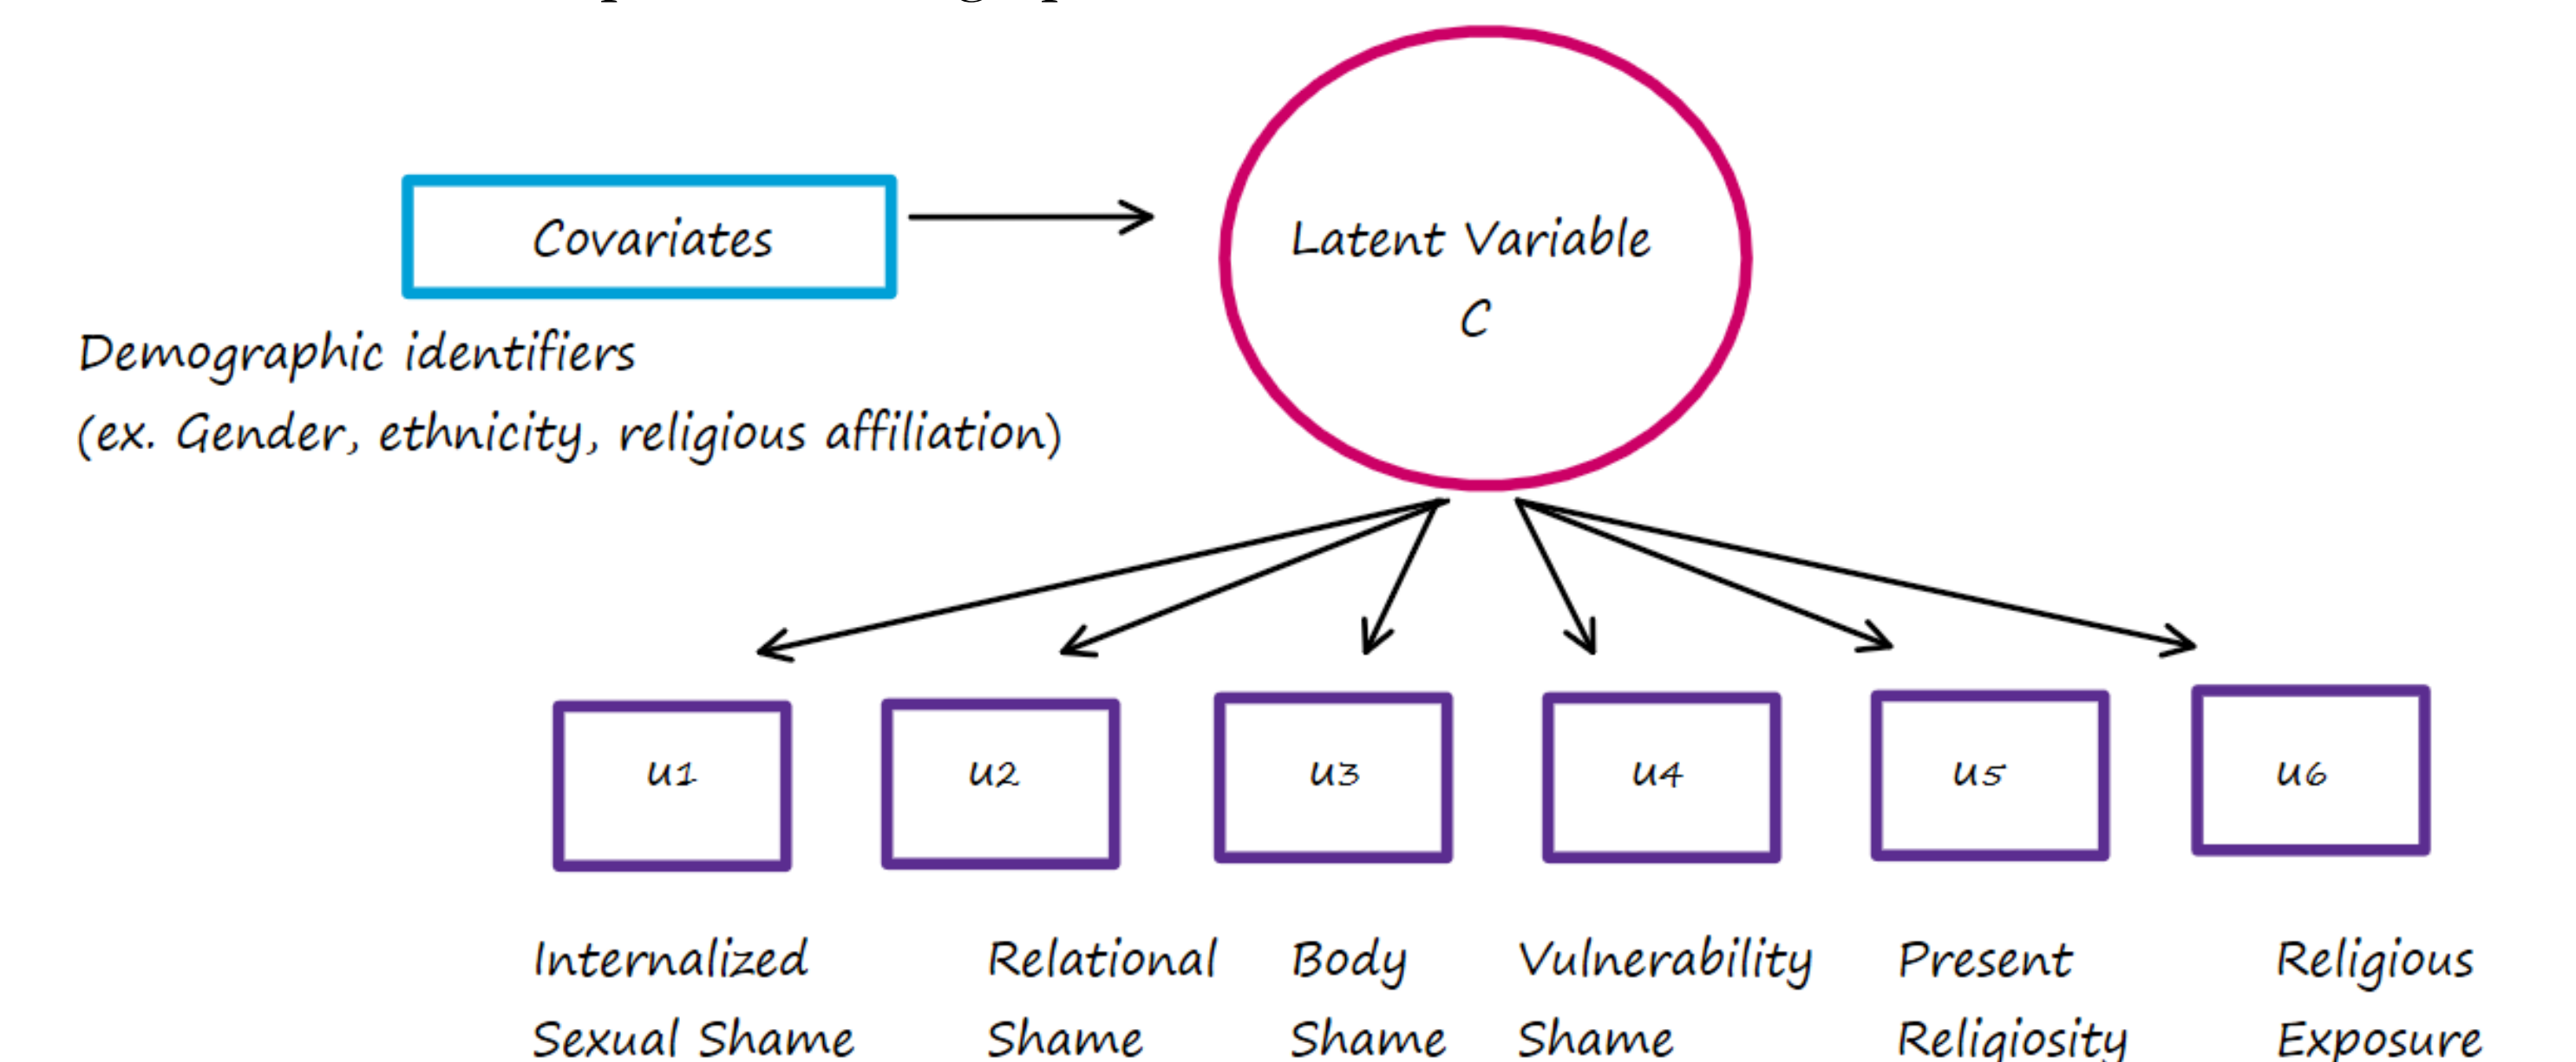 Covariates
Latent Variable
C
Demographic identifiers
(ex. Gender, ethnicity, religious affiliation)
u1 u2 u3 u4 u5 u6
Internalized Relational Body Vulnerability Present Religious
Sexual Shame Shame Shame Shame Religiosity Exposure